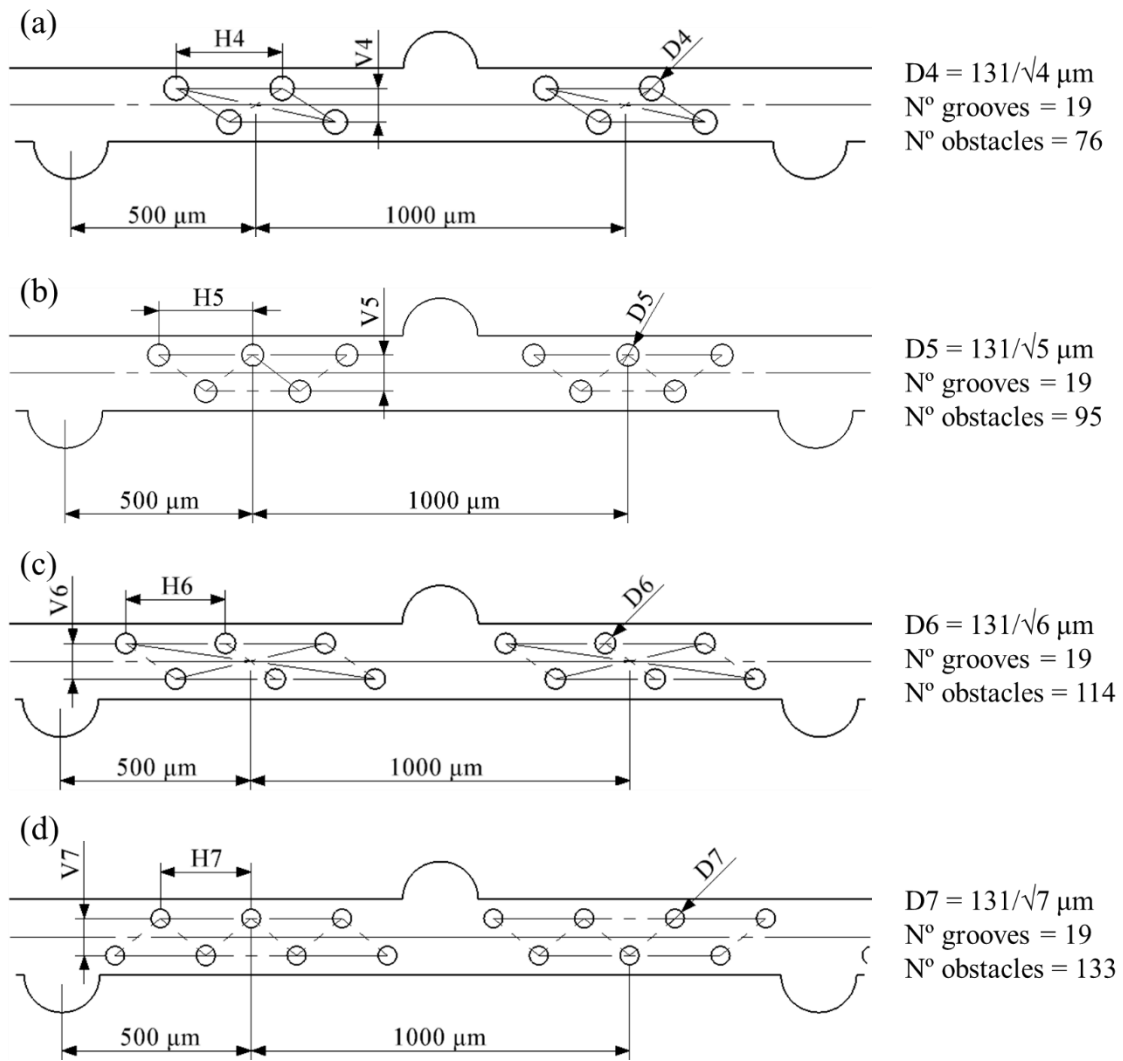 (a)
H4
V4
D4
D4 = 131/√4 μm
Nº grooves = 19
Nº obstacles = 76
500 μm
1000 μm
(b)
H5
V5
D5
D5 = 131/√5 μm
Nº grooves = 19
Nº obstacles = 95
500 μm
1000 μm
(c)
V6
H6
D6
D6 = 131/√6 μm
Nº grooves = 19
Nº obstacles = 114
500 μm
1000 μm
(d)
V7
H7
D7
D7 = 131/√7 μm
Nº grooves = 19
Nº obstacles = 133
500 μm
1000 μm